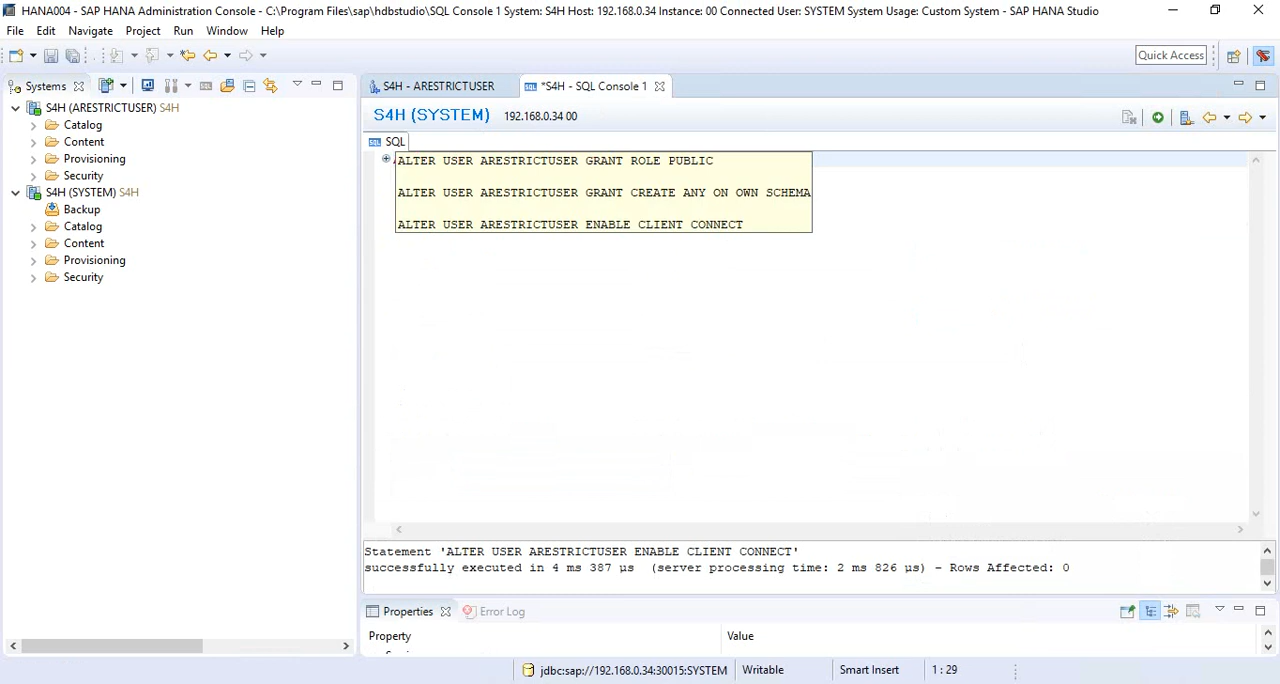 HANA004 - SAP HANA Administration Console - C:\Program Files\sap\hdbstudio\SQL Console 1 System: S4H Host: 192.168.0.34 Instance: 00 Connected User: SYSTEM System Usage: Custom System - SAP HANA Studio
File Edit Navigate Project Run Window Help
Quick Access
Systems
S4H - ARESTRICTUSER
*S4H - SQL Console 1
S4H (ARESTRICTUSER) S4H
Catalog
Content
Provisioning
Security
S4H (SYSTEM) S4H
Backup
Catalog
Content
Provisioning
Security
S4H (SYSTEM) 192.168.0.34 00
SQL
ALTER USER ARESTRICTUSER GRANT ROLE PUBLIC
ALTER USER ARESTRICTUSER GRANT CREATE ANY ON OWN SCHEMA
ALTER USER ARESTRICTUSER ENABLE CLIENT CONNECT
Statement 'ALTER USER ARESTRICTUSER ENABLE CLIENT CONNECT'
successfully executed in 4 ms 387 µs (server processing time: 2 ms 826 µs) - Rows Affected: 0
Properties
Error Log
Property Value
jdbc:sap://192.168.0.34:30015:SYSTEM Writable Smart Insert 1 : 29